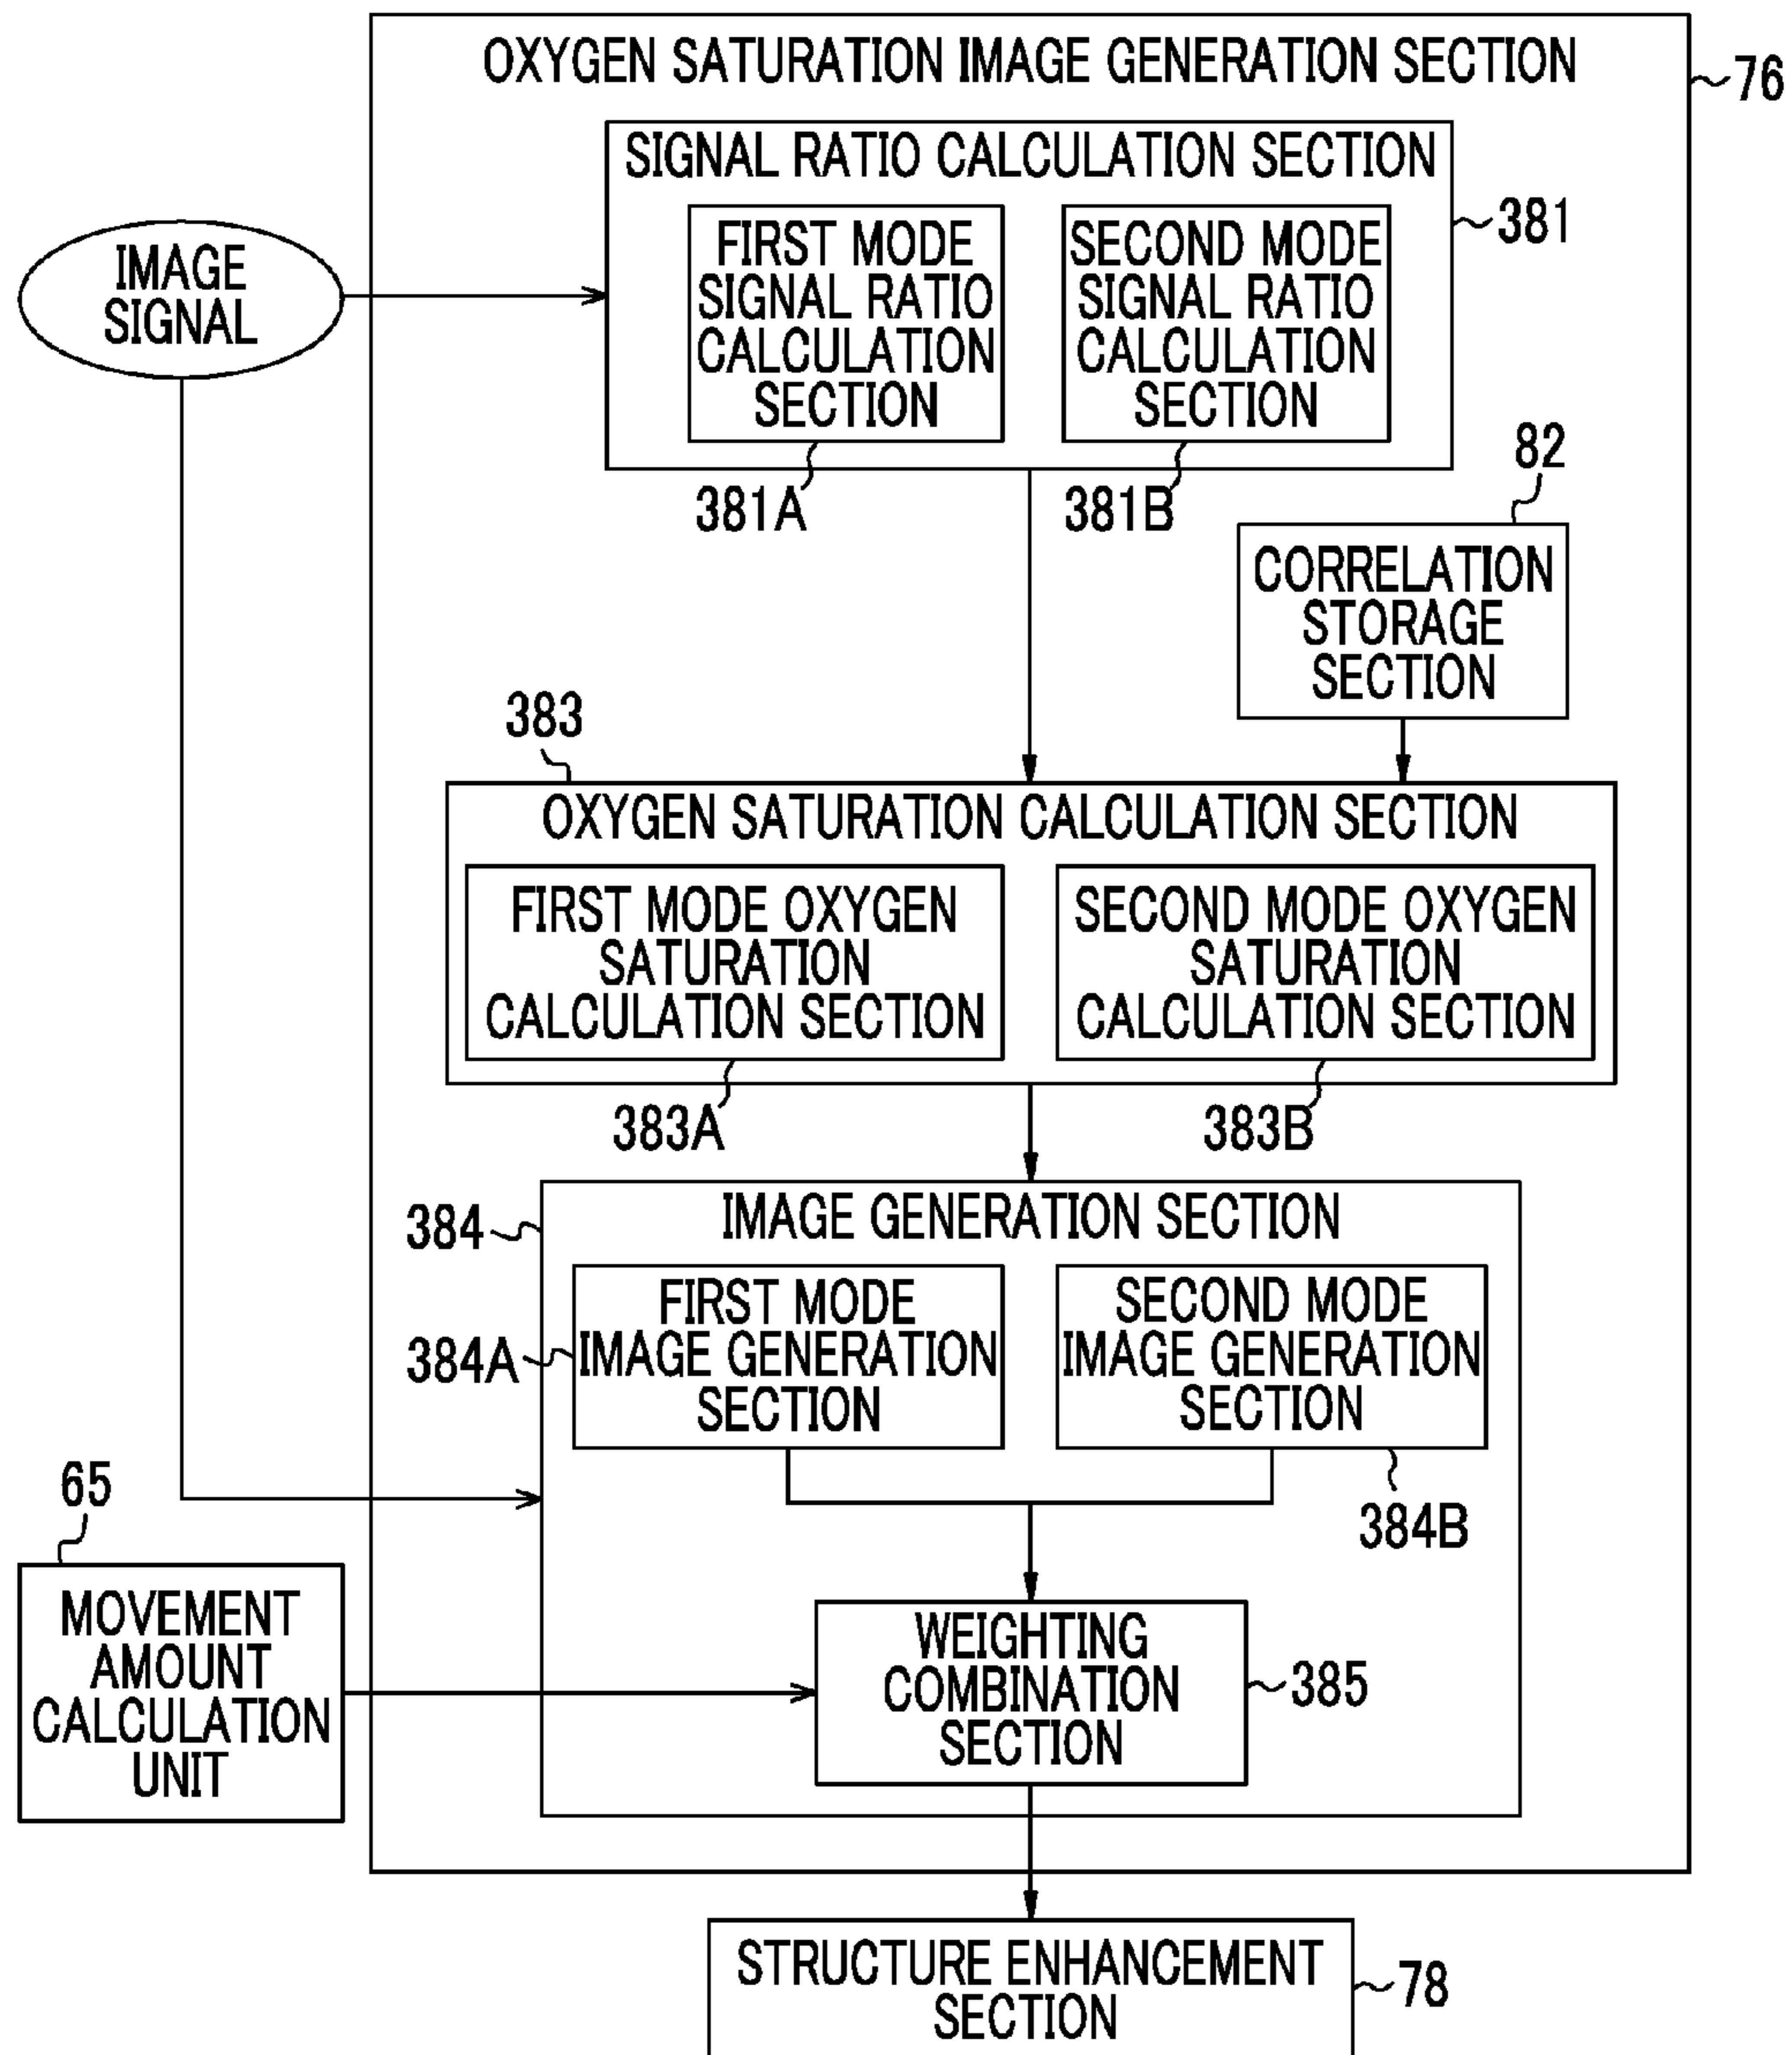 OXYGEN SATURATION IMAGE GENERATION SECTION
76
SIGNAL RATIO CALCULATION SECTION
381
IMAGE
SIGNAL
FIRST MODE
SIGNAL RATIO
CALCULATION
SECTION
SECOND MODE
SIGNAL RATIO
CALCULATION
SECTION
381A
381B
82
CORRELATION
STORAGE
SECTION
383
OXYGEN SATURATION CALCULATION SECTION
FIRST MODE OXYGEN
SATURATION
CALCULATION SECTION
SECOND MODE OXYGEN
SATURATION
CALCULATION SECTION
383A
383B
384
IMAGE GENERATION SECTION
384A
FIRST MODE
IMAGE GENERATION
SECTION
SECOND MODE
IMAGE GENERATION
SECTION
384B
65
MOVEMENT
AMOUNT
CALCULATION
UNIT
WEIGHTING
COMBINATION
SECTION
385
STRUCTURE ENHANCEMENT
SECTION
78